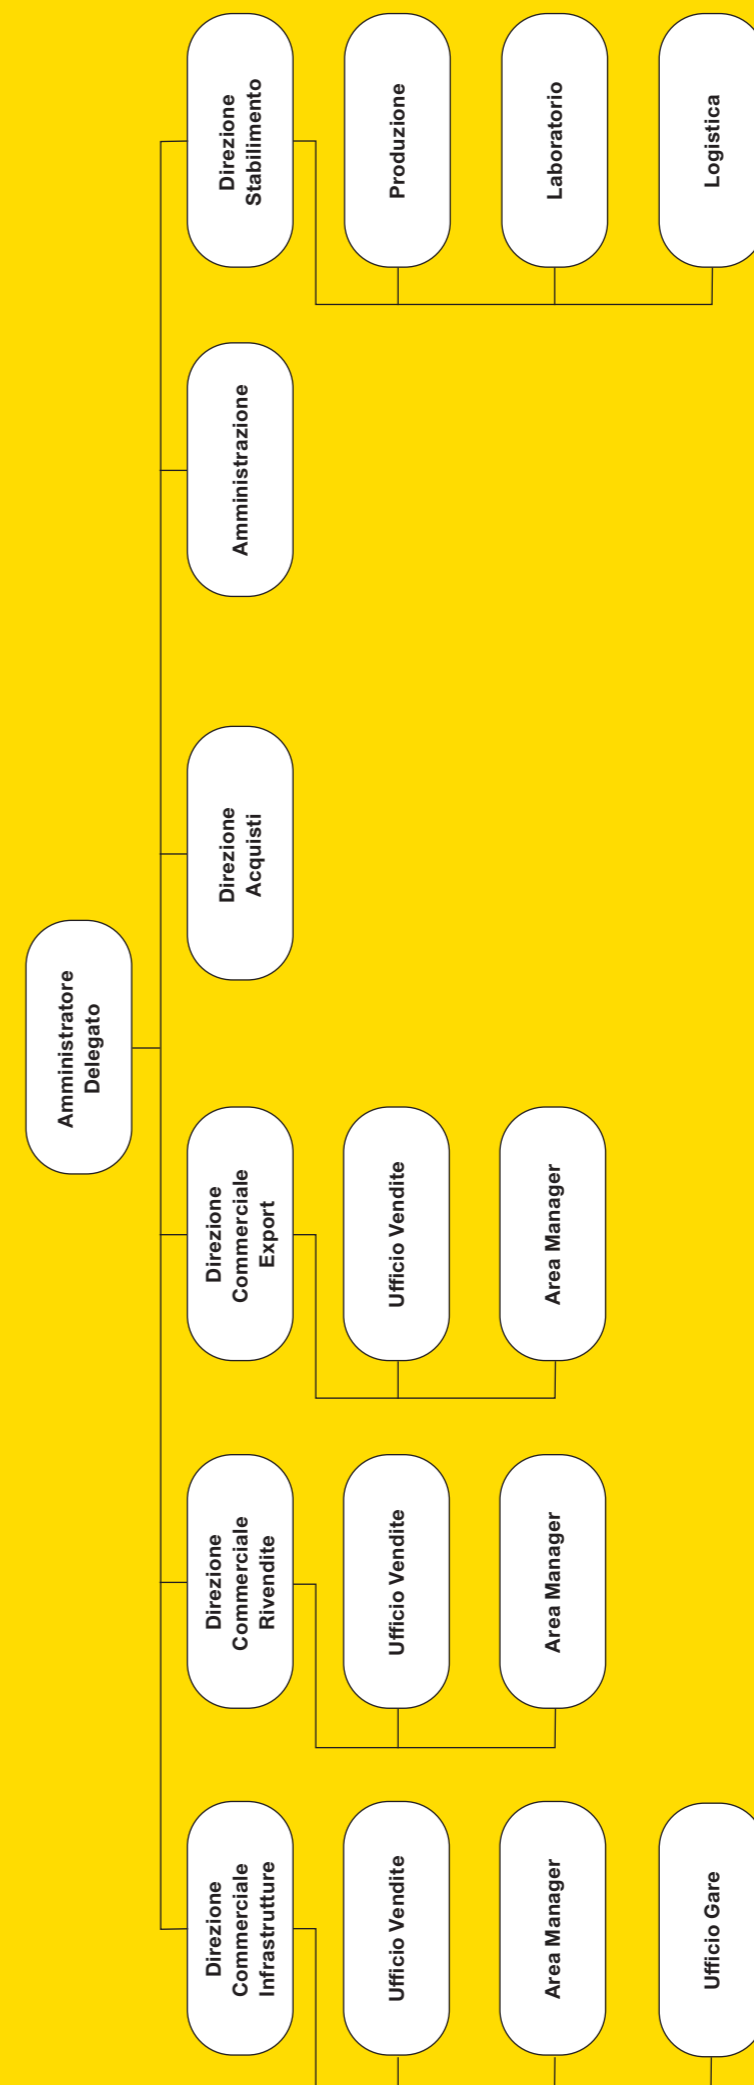 Amministratore
Delegato
Direzione
Commerciale
Infrastrutture
Direzione
Commerciale
Rivendite
Direzione
Commerciale
Export
Direzione
Acquisti
Amministrazione
Direzione
Stabilimento
Ufficio Vendite
Ufficio Vendite
Ufficio Vendite
Produzione
Area Manager
Area Manager
Area Manager
Laboratorio
Ufficio Gare
Logistica